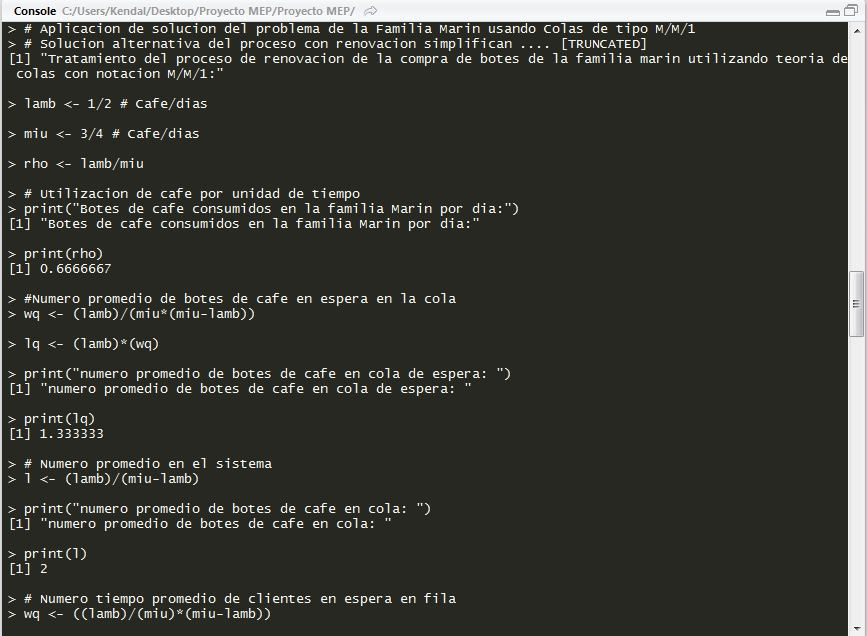 Console C:/Users/Kendal/Desktop/Proyecto MEP/Proyecto MEP/
> # Aplicacion de solucion del problema de la Familia Marin usando Colas de tipo M/M/1
> # Solucion alternativa del proceso con renovacion simplifican .... [TRUNCATED]
[1] "Tratamiento del proceso de renovacion de la compra de botes de la familia marin utilizando teoria de
 colas con notacion M/M/1:"
> lamb <- 1/2 # Cafe/dias
> miu <- 3/4 # Cafe/dias
> rho <- lamb/miu
> # Utilizacion de cafe por unidad de tiempo
> print("Botes de cafe consumidos en la familia Marin por dia:")
[1] "Botes de cafe consumidos en la familia Marin por dia:"
> print(rho)
[1] 0.6666667
> #Numero promedio de botes de cafe en espera en la cola
> wq <- (lamb)/(miu*(miu-lamb))
> lq <- (lamb)*(wq)
> print("numero promedio de botes de cafe en cola de espera: ")
[1] "numero promedio de botes de cafe en cola de espera: "
> print(lq)
[1] 1.333333
> # Numero promedio en el sistema
> l <- (lamb)/(miu-lamb)
> print("numero promedio de botes de cafe en cola: ")
[1] "numero promedio de botes de cafe en cola: "
> print(l)
[1] 2
> # Numero tiempo promedio de clientes en espera en fila
> wq <- ((lamb)/(miu)*(miu-lamb))